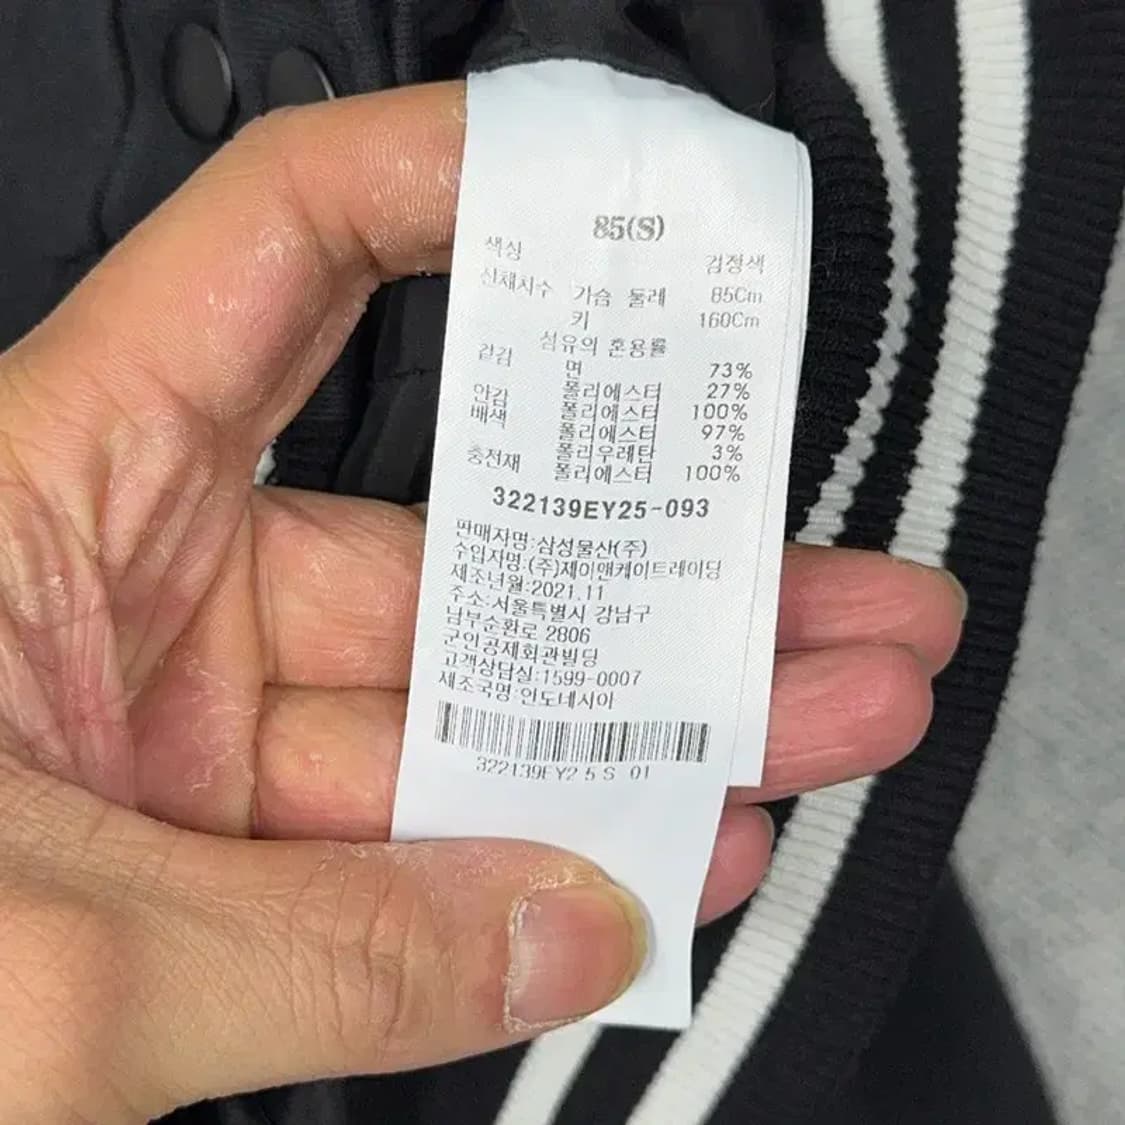 85(S)
색상 검정색
신체치수 가슴 둘레 85Cm
키 160Cm
섬유의 혼용률
겉감 면 73%
폴리에스터 27%
안감 폴리에스터 100%
배색 폴리에스터 97%
폴리우레탄 3%
충전재 폴리에스터 100%
322139EY25-093
판매자명:삼성물산(주)
수입자명:(주)제이앤케이트레이딩
제조년월:2021.11
주소:서울특별시 강남구
남부순환로 2806
군인공제회관빌딩
고객상담실:1599-0007
제조국명:인도네시아
322139EY2 5 S 01